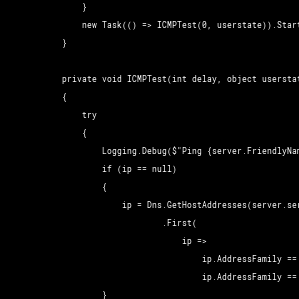 }
new Task(() => ICMPTest(0, userstate)).Start
}
private void ICMPTest(int delay, object userstat
{
try
{
Logging.Debug($"Ping {server.FriendlyNam
if (ip == null)
{
ip = Dns.GetHostAddresses(server.ser
.First(
ip =>
ip.AddressFamily ==
ip.AddressFamily ==
}